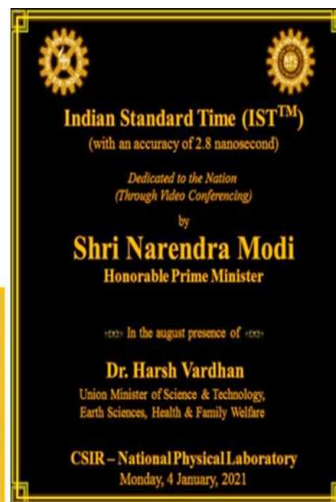 Indian Standard Time (IST™)
(with an accuracy of 2.8 nanosecond)
Dedicated to the Nation
(Through Video Conferencing)
by
Shri Narendra Modi
Honorable Prime Minister
In the august presence of
Dr. Harsh Vardhan
Union Minister of Science & Technology,
Earth Sciences, Health & Family Welfare
CSIR – National Physical Laboratory
Monday, 4 January, 2021